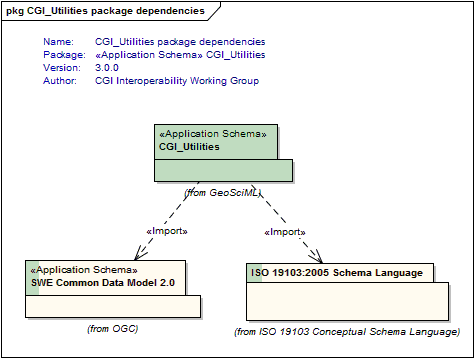 pkg CGI_Utilities package dependencies
Name: CGI_Utilities package dependencies
Package: «Application Schema» CGI_Utilities
Version: 3.0.0
Author: CGI Interoperability Working Group
«Application Schema»
CGI_Utilities
(from GeoSciML)
«Import» «Import»
«Application Schema»
SWE Common Data Model 2.0
(from OGC)
ISO 19103:2005 Schema Language
(from ISO 19103 Conceptual Schema Language)